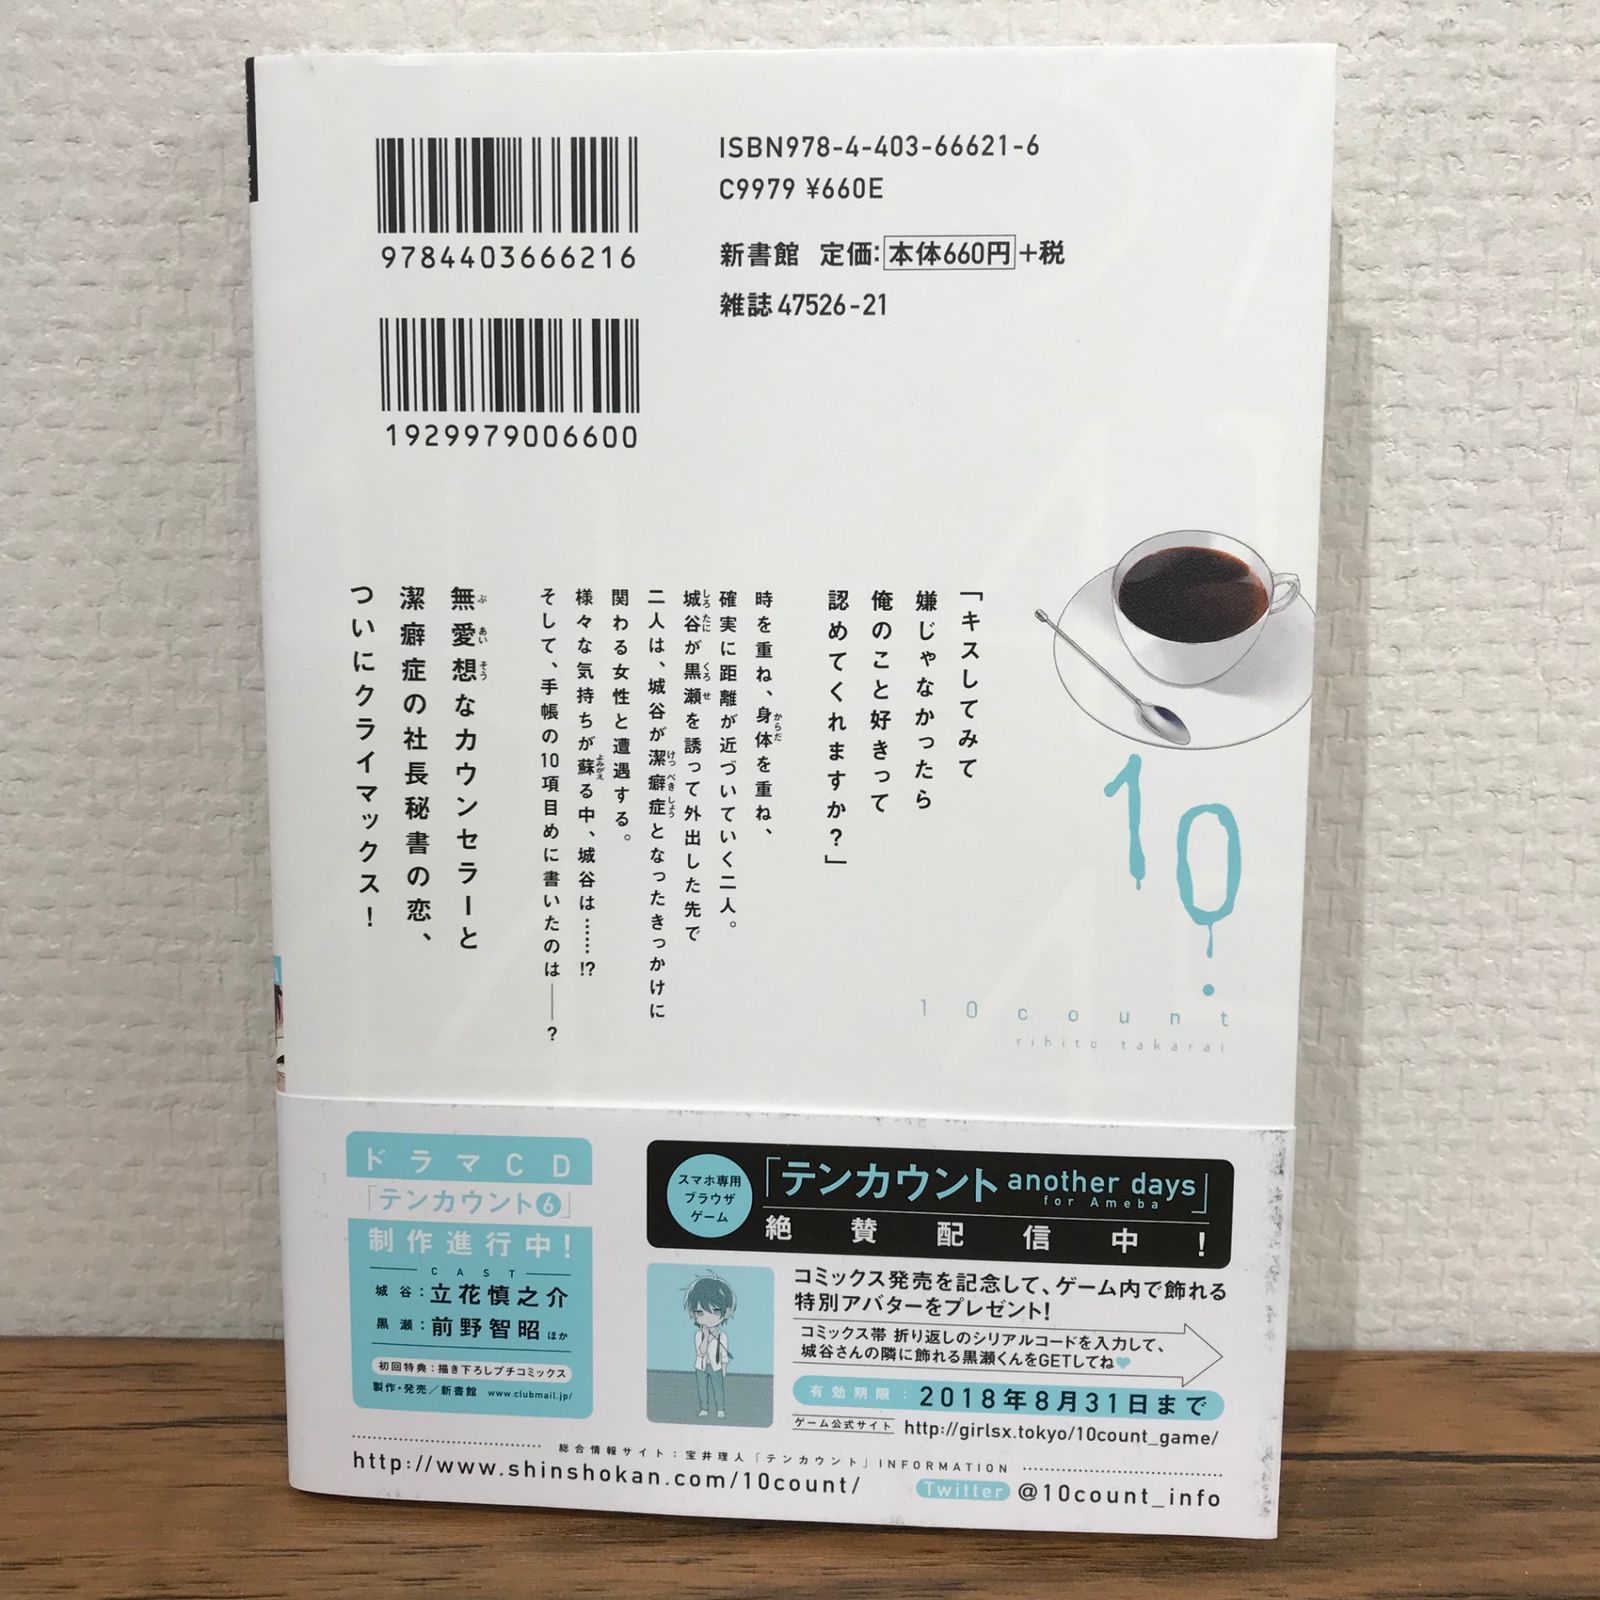 9784403666216
1929979006600
ISBN978-4-403-66621-6
C9979 ¥660E
新書館 定価:本体660円+税
雑誌47526-21
「キスしてみて
嫌じゃなかったら
俺のこと好きって
認めてくれますか?」
時を重ね、身体を重ね、
確実に距離が近づいていく二人。
城谷が黒瀬を誘って外出した先で
二人は、城谷が潔癖症となったきっかけに
関わる女性と遭遇する。
様々な気持ちが蘇る中、城谷は……!?
そして、手帳の10項目めに書いたのは――?
無愛想なカウンセラーと
潔癖症の社長秘書の恋、
ついにクライマックス!
10.
10 count
rihito takarai
ドラマCD
「テンカウント6」
制作進行中!
CAST
城谷:立花慎之介
黒瀬:前野智昭 ほか
初回特典:描き下ろしプチコミックス
製作・発売/新書館 www.clubmail.jp/
スマホ専用
ブラウザ
ゲーム
「テンカウント another days」
for Ameba
絶賛配信中!
コミックス発売を記念して、ゲーム内で飾れる
特別アバターをプレゼント!
コミックス帯 折り返しのシリアルコードを入力して、
城谷さんの隣に飾れる黒瀬くんをGETしてね♥
有効期限: 2018年8月31日まで
ゲーム公式サイト http://girlsx.tokyo/10count_game/
総合情報サイト:宝井理人「テンカウント」INFORMATION
http://www.shinshokan.com/10count/
Twitter @10count_info